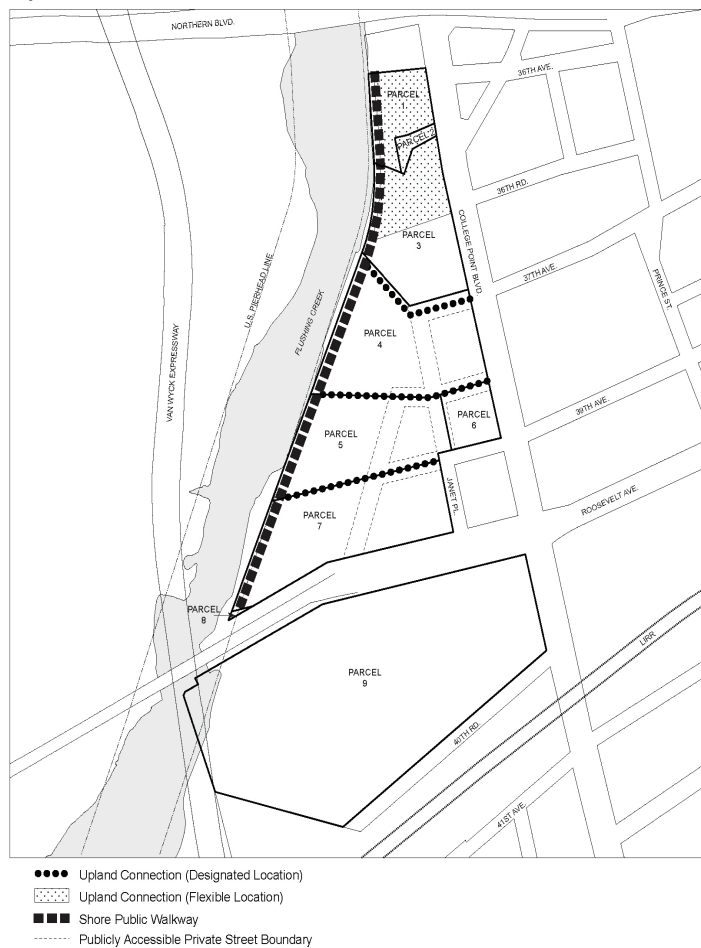 NORTHERN BLVD.
36TH AVE.
PARCEL
1
PARCEL 2
36TH RD.
COLLEGE POINT BLVD.
PARCEL
3
37TH AVE.
PRINCE ST.
U.S. PIERHEAD LINE
FLUSHING CREEK
VAN WYCK EXPRESSWAY
PARCEL
4
39TH AVE.
PARCEL
6
PARCEL
5
JANET PL.
ROOSEVELT AVE.
PARCEL
7
PARCEL
8
LIRR
PARCEL
9
40TH RD.
41ST AVE.
Upland Connection (Designated Location)
Upland Connection (Flexible Location)
Shore Public Walkway
Publicly Accessible Private Street Boundary